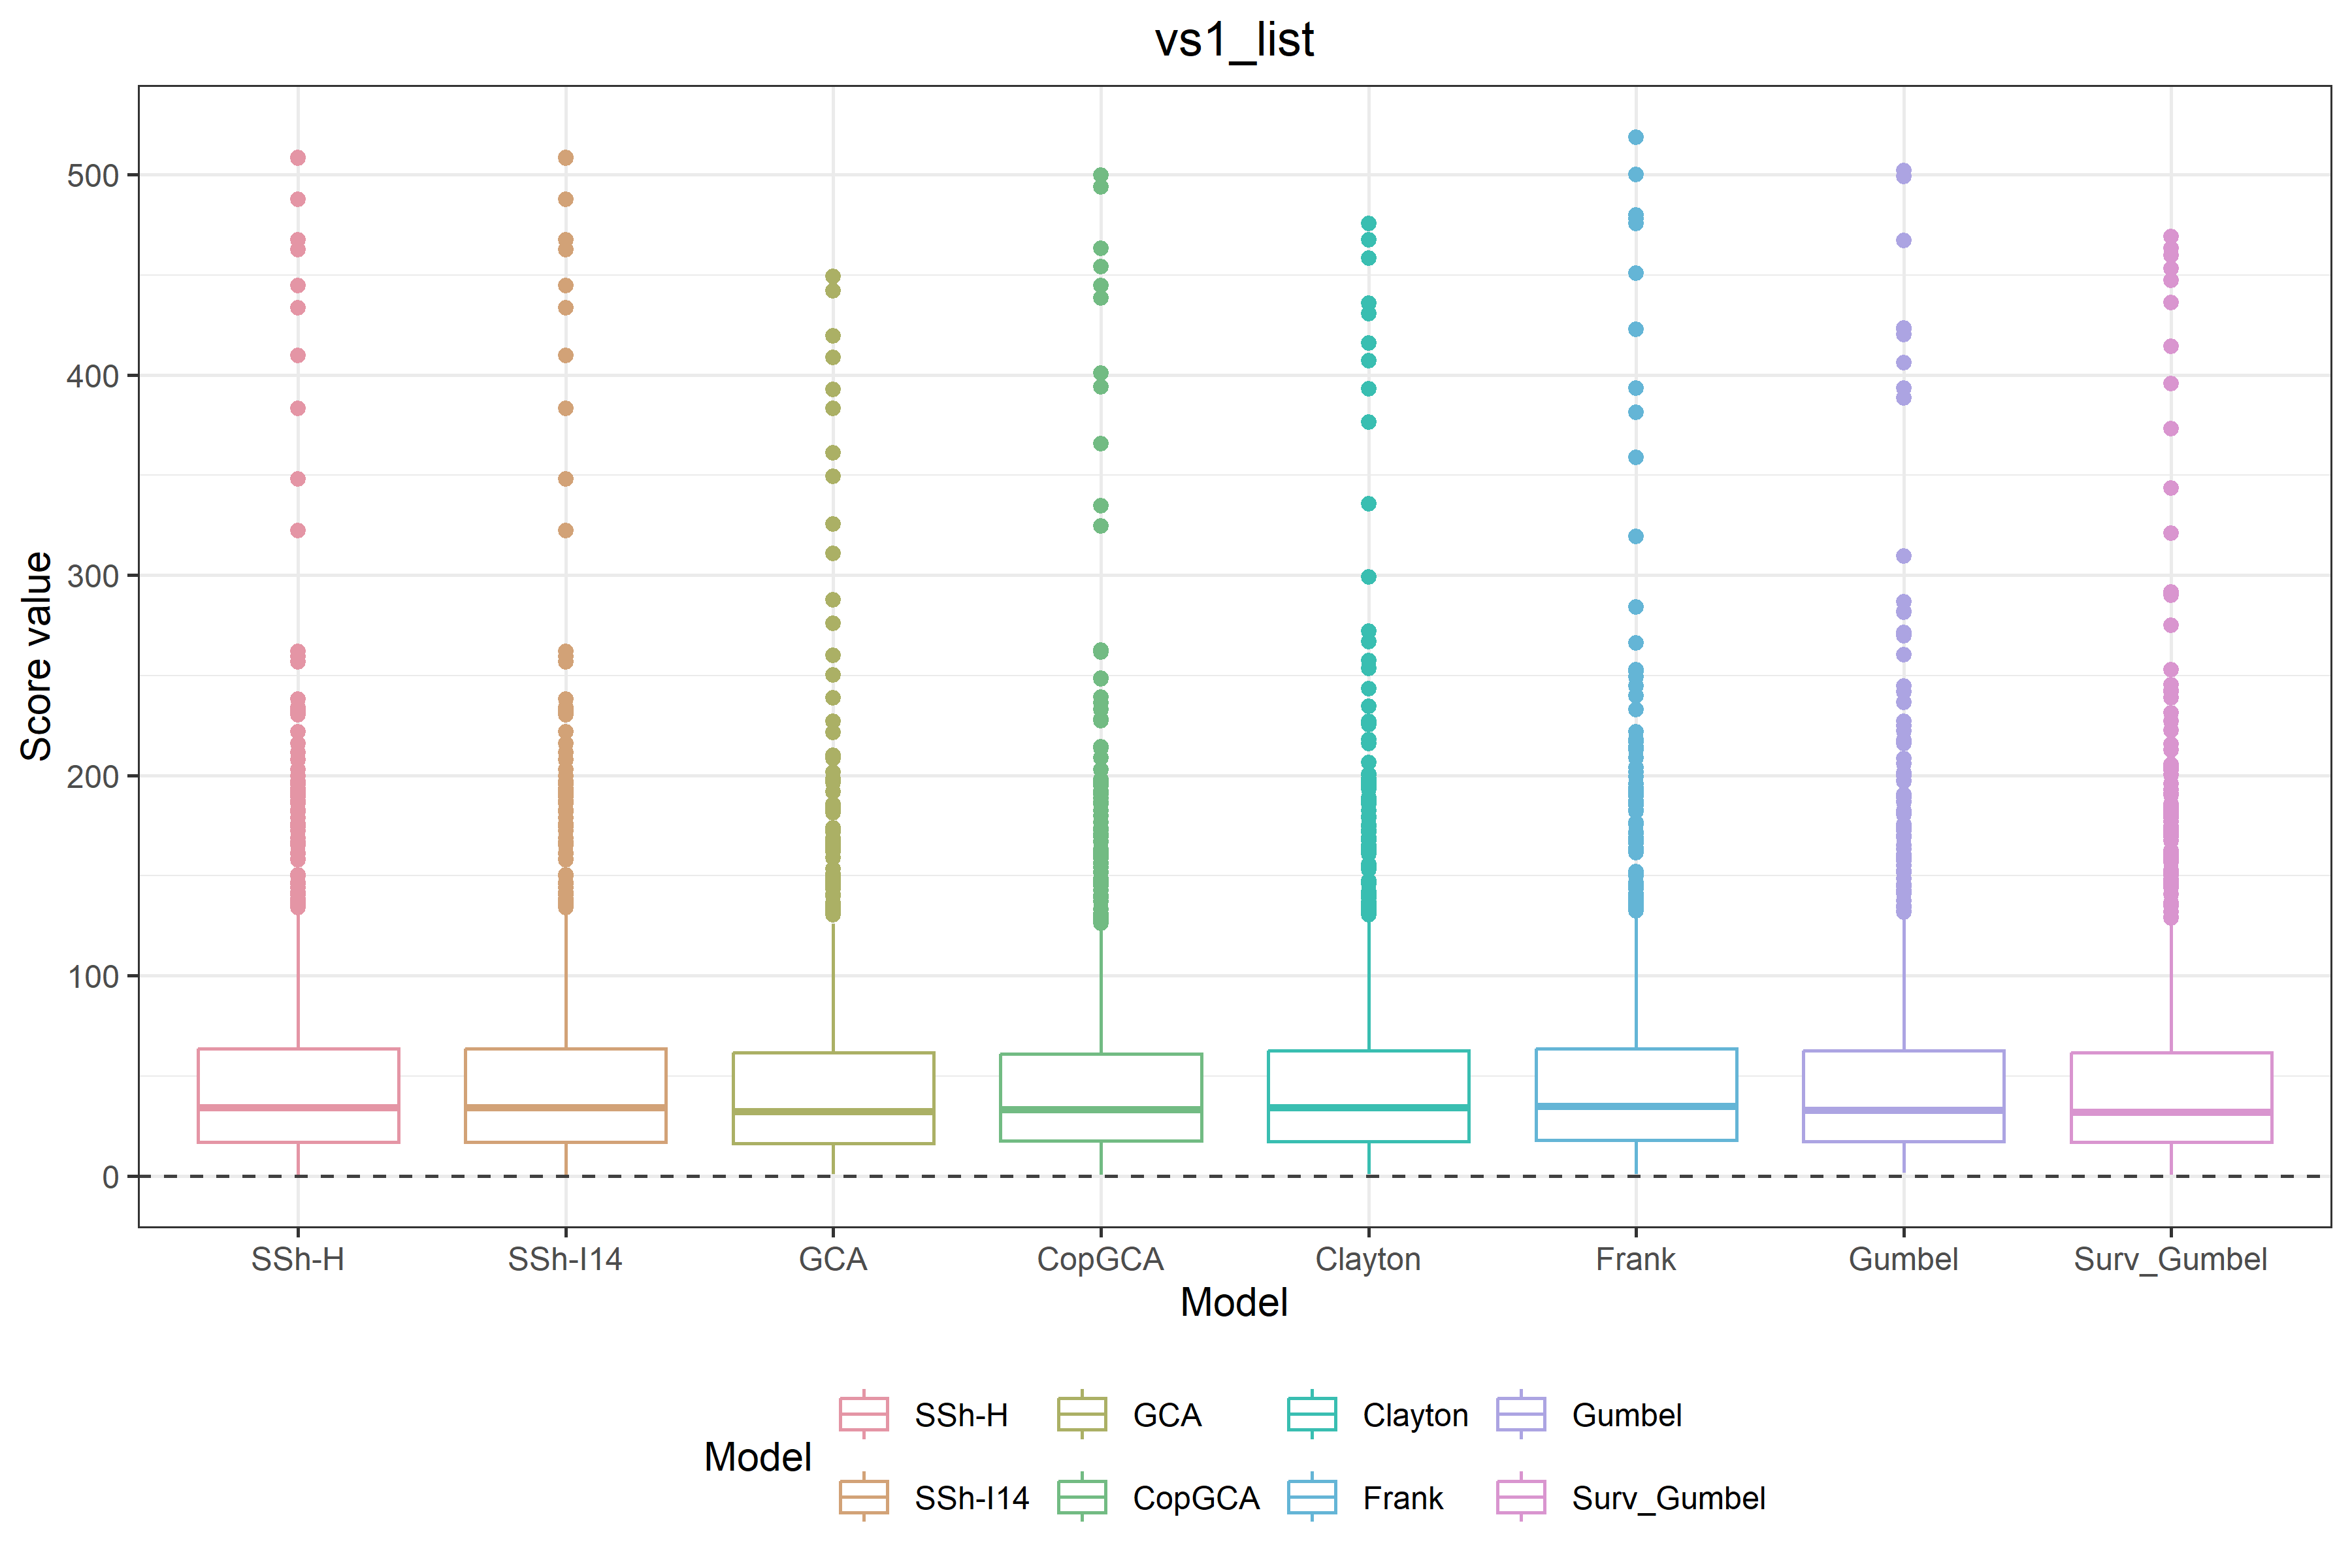 vs1_list
Score value
500
400
300
200
100
0
SSh-H SSh-I14 GCA CopGCA Clayton Frank Gumbel Surv_Gumbel
Model
Model
SSh-H GCA Clayton Gumbel
SSh-I14 CopGCA Frank Surv_Gumbel